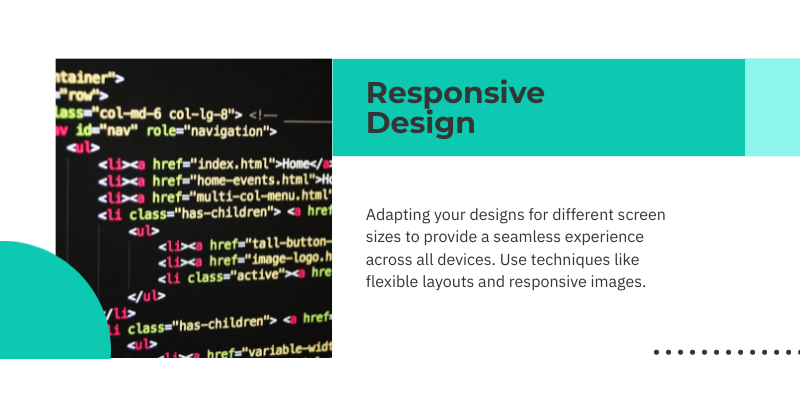 ntainer">
="row">
lass="col-md-6 col-lg-8"> <!--
av id="nav" role="navigation">
<ul>
<li><a href="index.html">Home</a
<li><a href="home-events.html">Ho
<li><a href="multi-col-menu.html"
<li class="has-children"> <a href
<ul>
<li><a href="tall-button-
<li><a href="image-logo.h
<li class="active"><a hre
</ul>
/li>
li class="has-children"> <a href=
<ul>
<li><a href="variable-widt
Responsive
Design
Adapting your designs for different screen
sizes to provide a seamless experience
across all devices. Use techniques like
flexible layouts and responsive images.